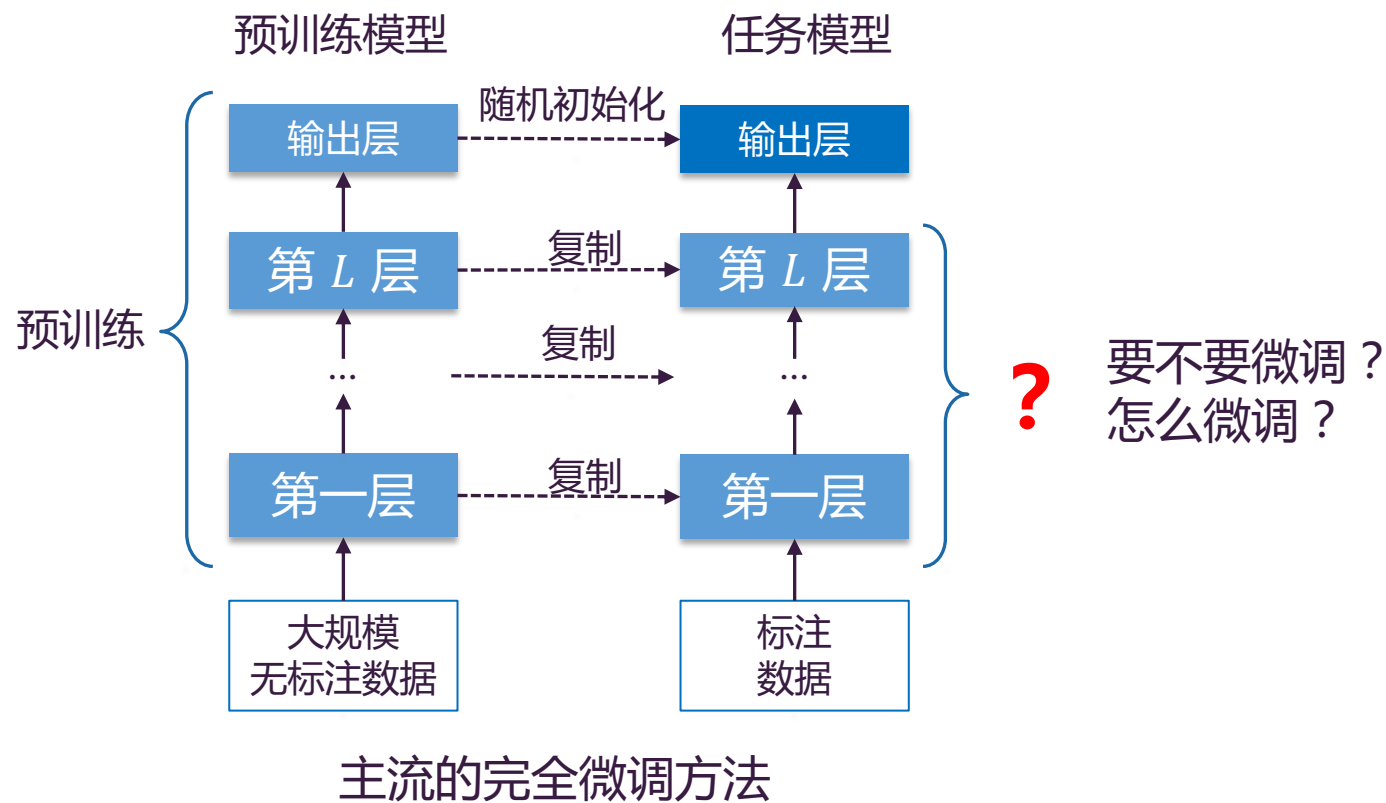 预训练模型
任务模型
随机初始化
输出层
输出层
第 L 层
复制
第 L 层
预训练
复制
...
...
要不要微调？
?
怎么微调？
第一层
复制
第一层
大规模
无标注数据
标注
数据
主流的完全微调方法